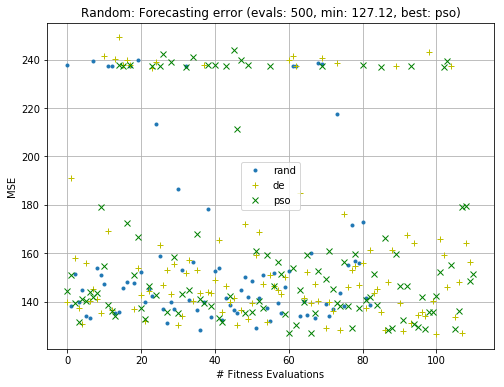 Random: Forecasting error (evals: 500, min: 127.12, best: pso)
240
220
200
180
160
140
MSE
rand
de
pso
0 20 40 60 80 100
# Fitness Evaluations